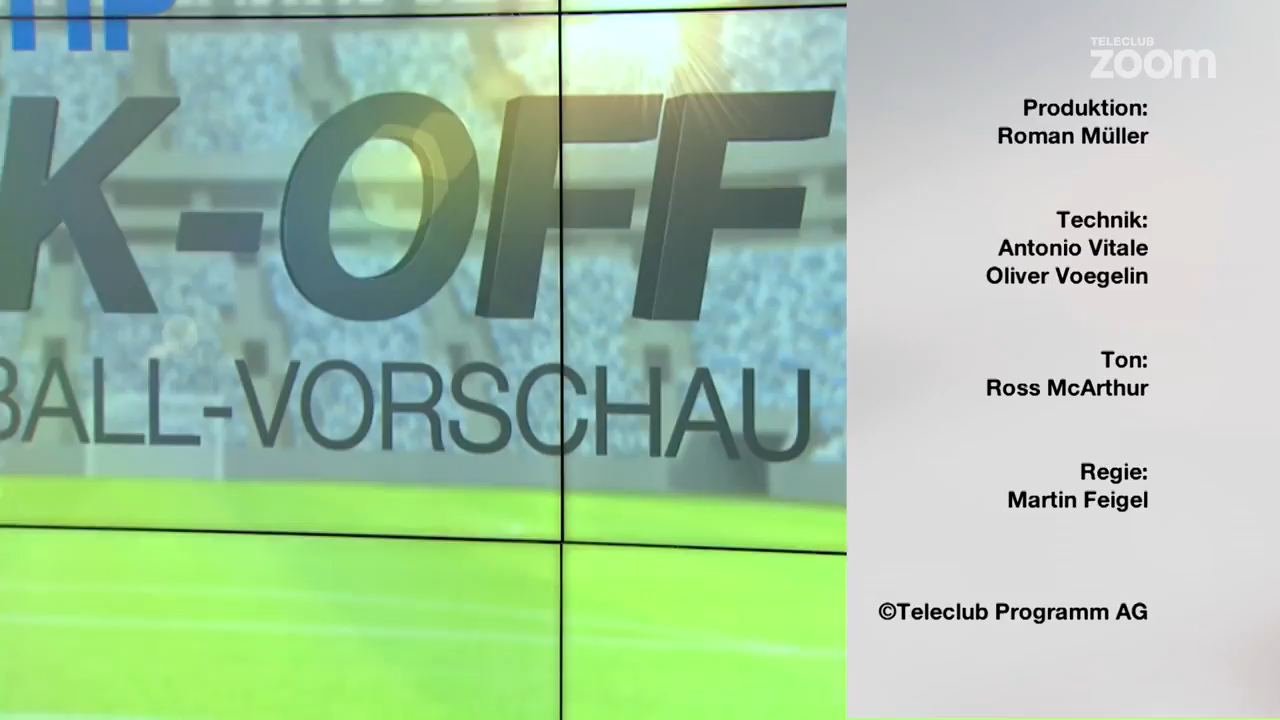 K-OFF
BALL-VORSCHAU
TELECLUB
zoom
Produktion:
Roman Müller
Technik:
Antonio Vitale
Oliver Voegelin
Ton:
Ross McArthur
Regie:
Martin Feigel
©Teleclub Programm AG